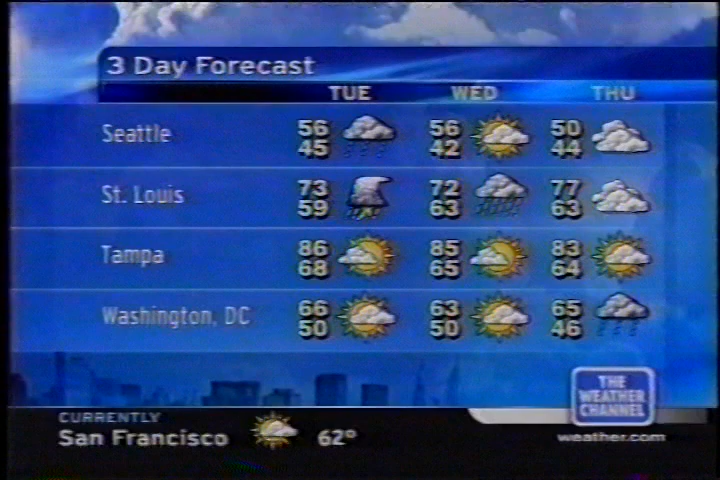 3 Day Forecast
TUE WED THU
Seattle 56 45 56 42 50 44
St. Louis 73 59 72 63 77 63
Tampa 86 68 85 65 83 64
Washington, DC 66 50 63 50 65 46
THE
WEATHER
CHANNEL
CURRENTLY
San Francisco 62°
weather.com